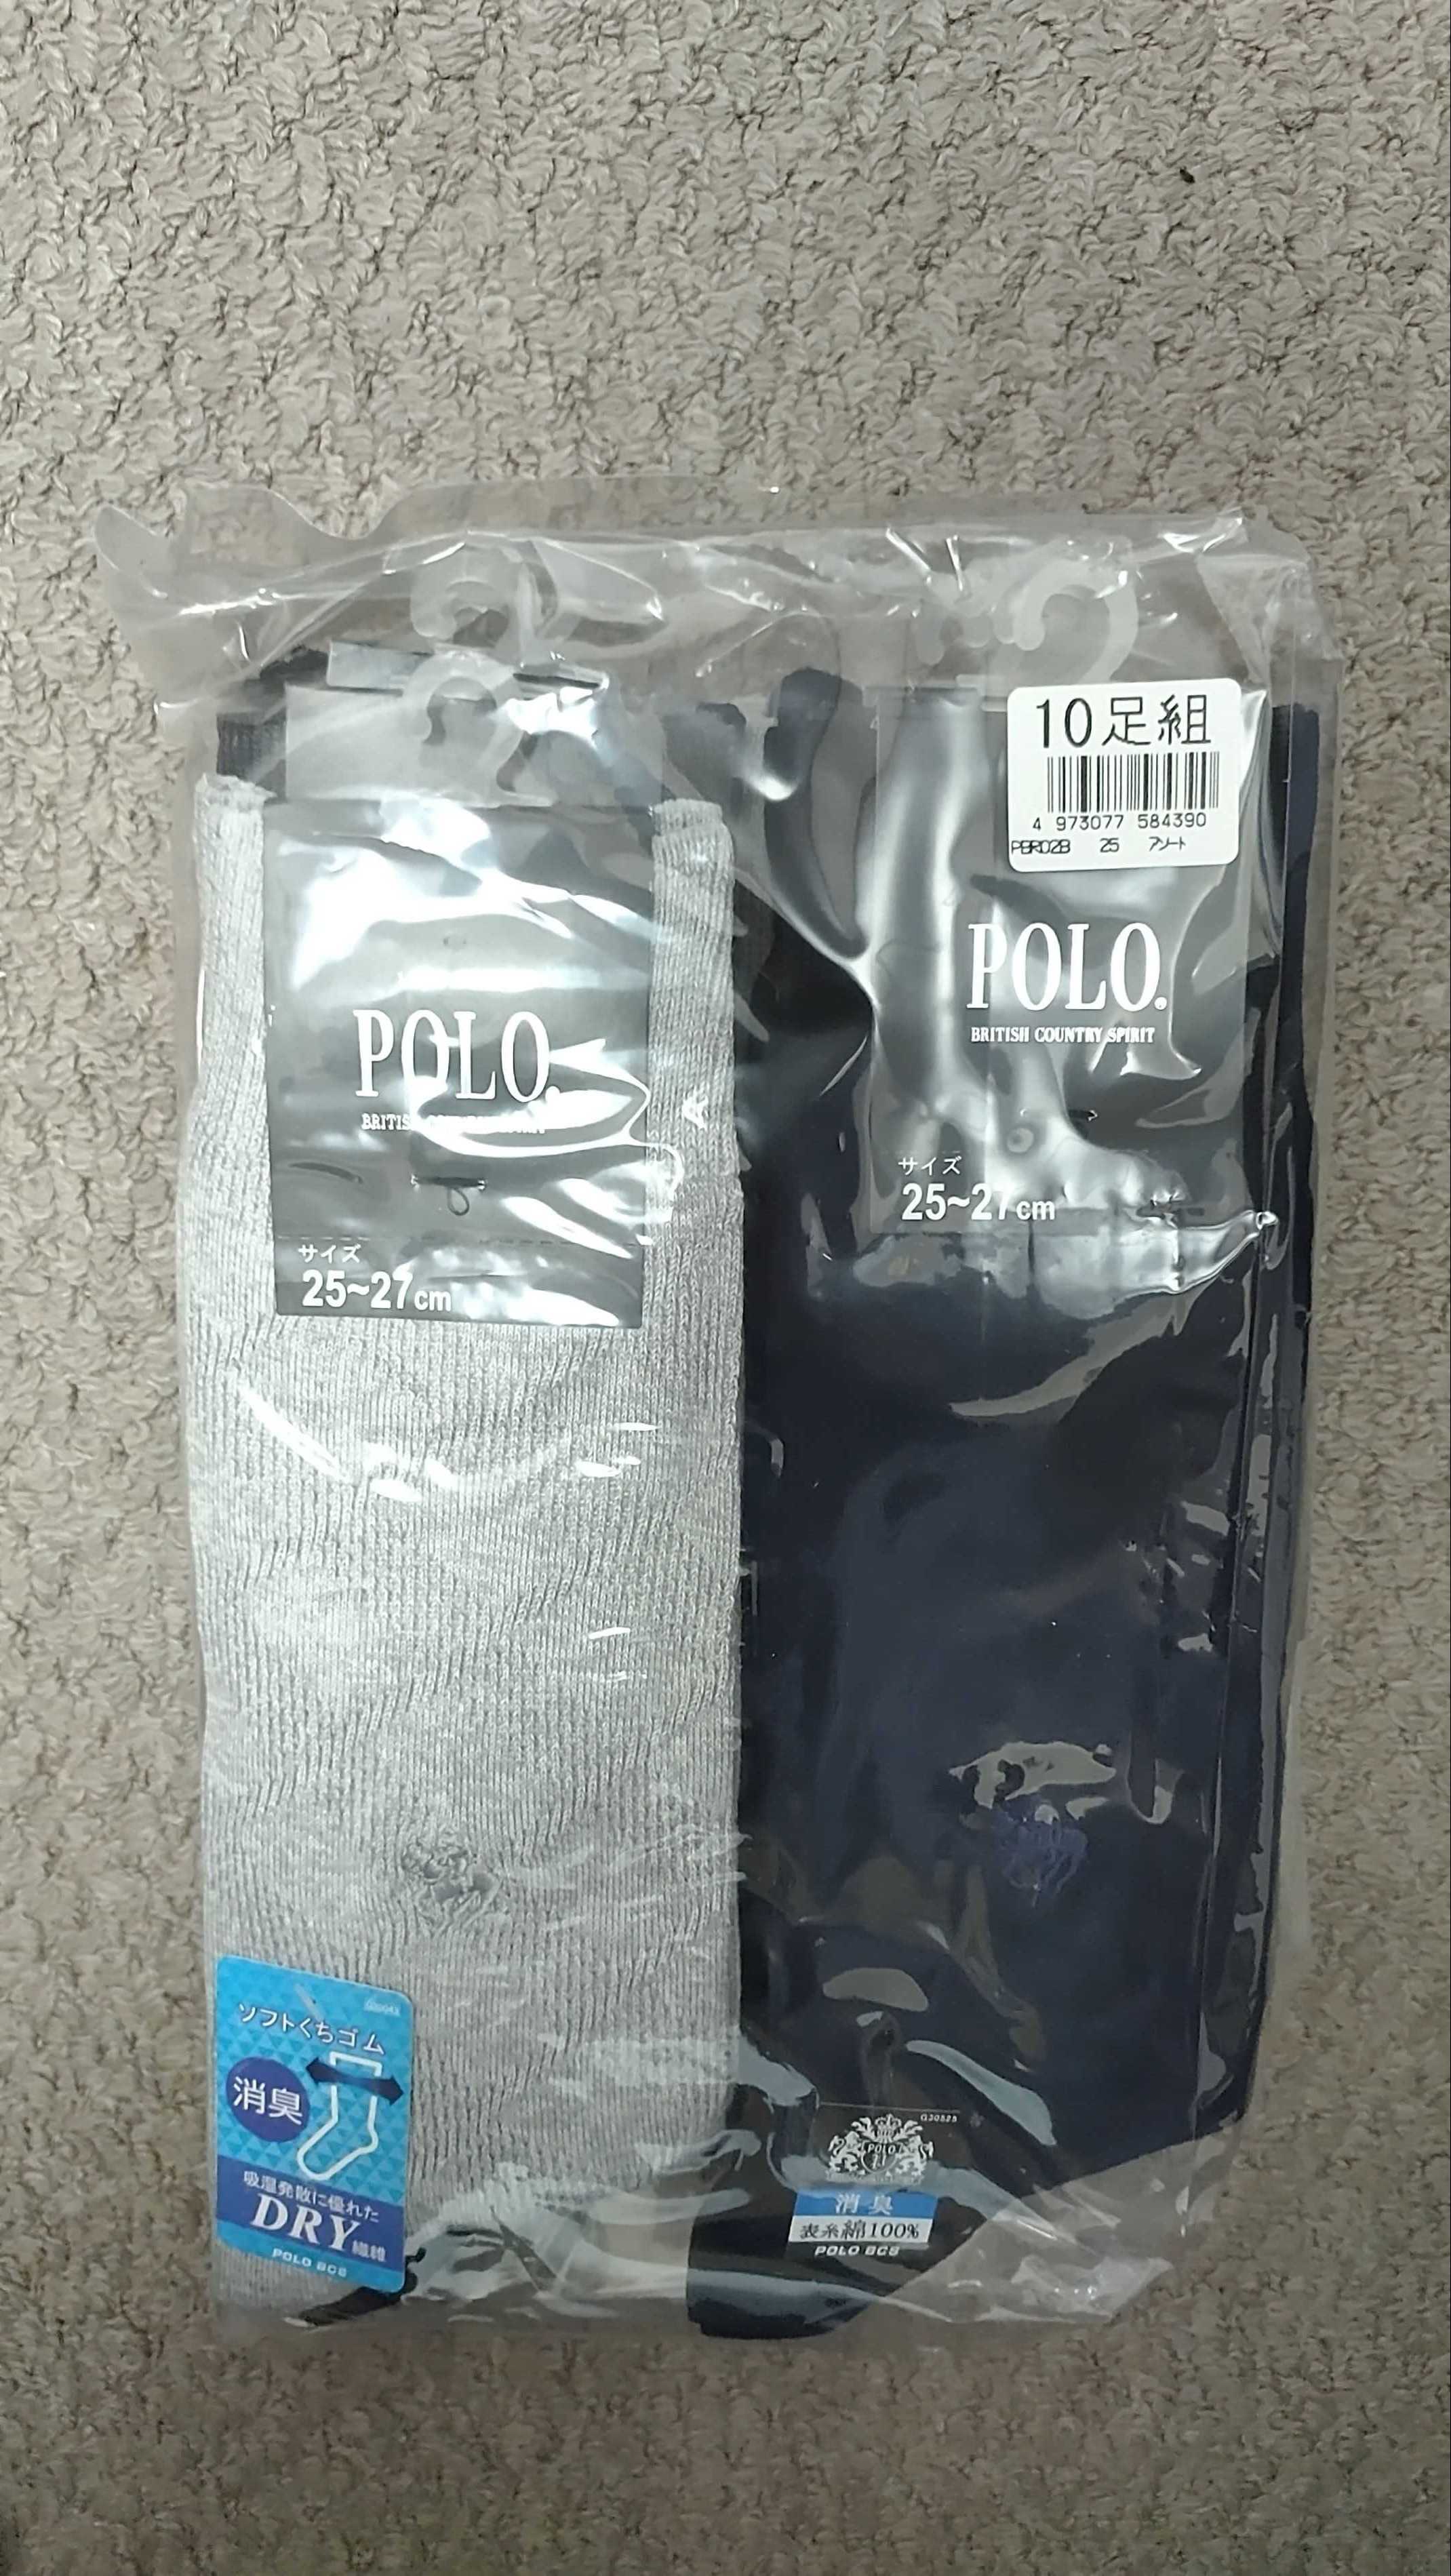 10足組
4 973077 584390
PBR02B 25 アソート
POLO.
BRITISH COUNTRY SPIRIT
サイズ
25~27cm
POLO.
サイズ
25~27cm
ソフトくちゴム
消臭
吸湿発散に優れた
DRY繊維
POLO BCS
G30525
POLO
消臭
表糸綿100%
POLO BCS